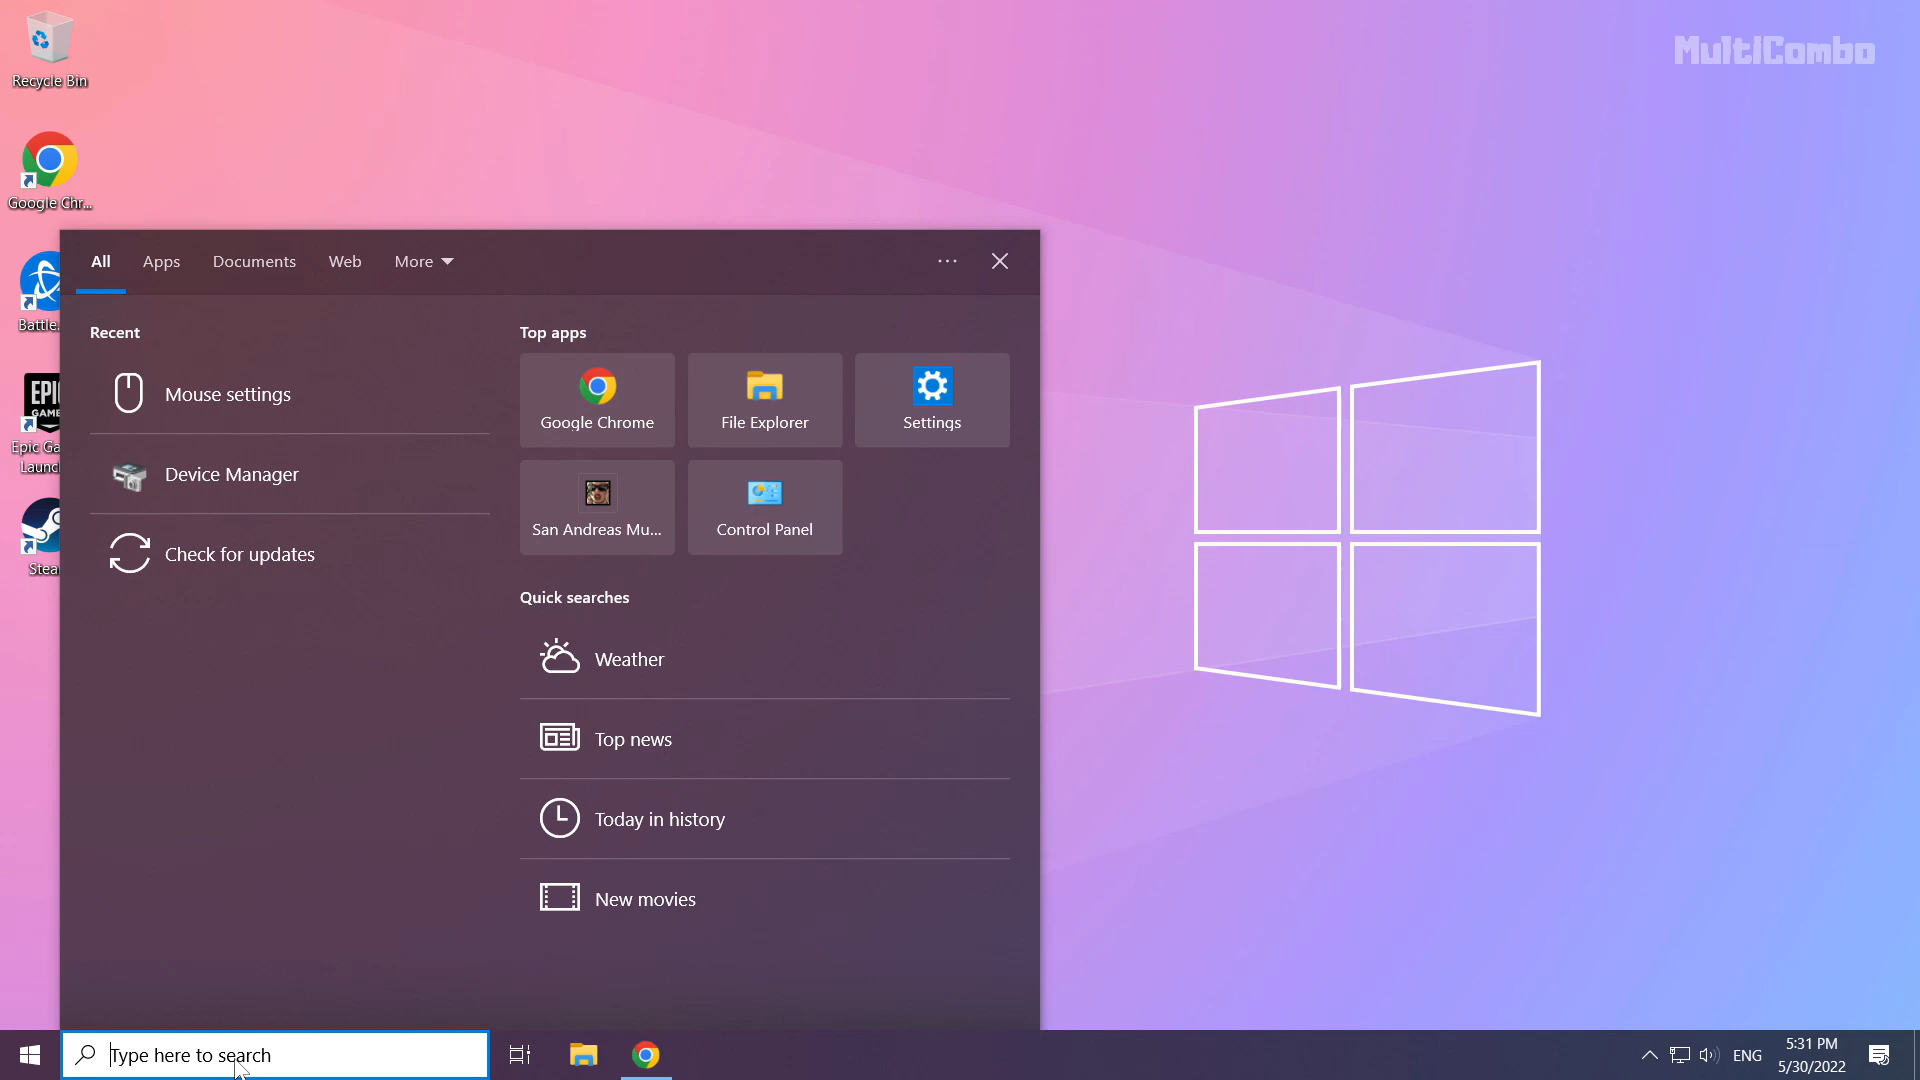 Recycle Bin
MultiCombo
Google Chr...
Battle.
EPIC
GAME
Epic Ga
Launc
Stea
All
Apps
Documents
Web
More
Recent
Mouse settings
Device Manager
Check for updates
Top apps
Google Chrome
File Explorer
Settings
San Andreas Mu...
Control Panel
Quick searches
Weather
Top news
Today in history
New movies
Type here to search
ENG
5:31 PM
5/30/2022